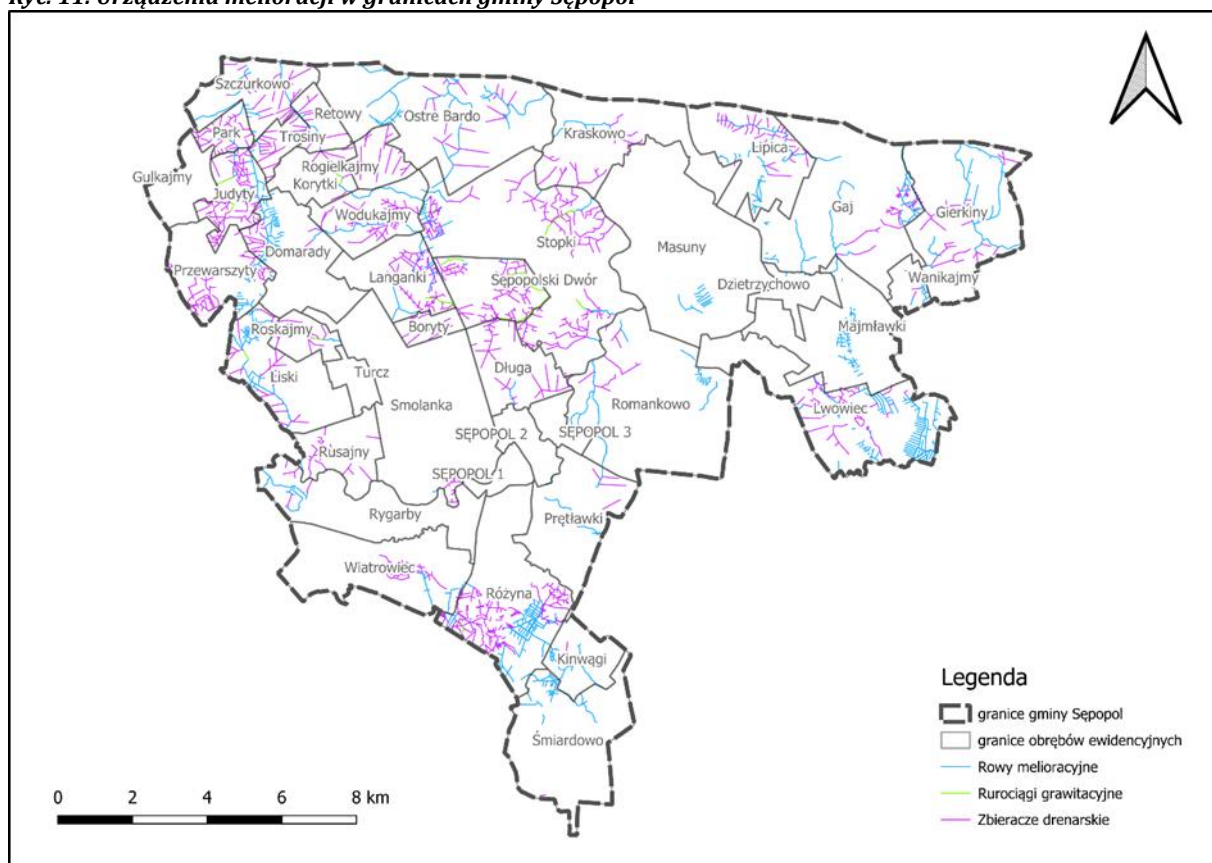 Ryc. 11. Urządzenia melioracji w granicach gminy Sępopol
Szczurkowo
Retowy
Ostre Bardo
Park
Trosiny
Kraskowo
Lipica
Gulkajmy
Rogielkajmy
Korytki
Judyty
Wodukajmy
Gaj
Gierkiny
Stopki
Masuny
Domarady
Przewarszyty
Langanki
Sępopolski Dwór
Dzietrzychowo
Wanikajmy
Roskajmy
Boryty
Majmławki
Liski
Turcz
Długa
Smolanka
Romankowo
Lwowiec
SĘPOPOL 2
SĘPOPOL 3
Rusajny
SĘPOPOL 1
Rygarby
Prętławki
Wiatrowiec
Różyna
Kinwągi
Śmiardowo
Legenda
granice gminy Sępopol
granice obrębów ewidencyjnych
Rowy melioracyjne
Rurociągi grawitacyjne
Zbieracze drenarskie
0 2 4 6 8 km